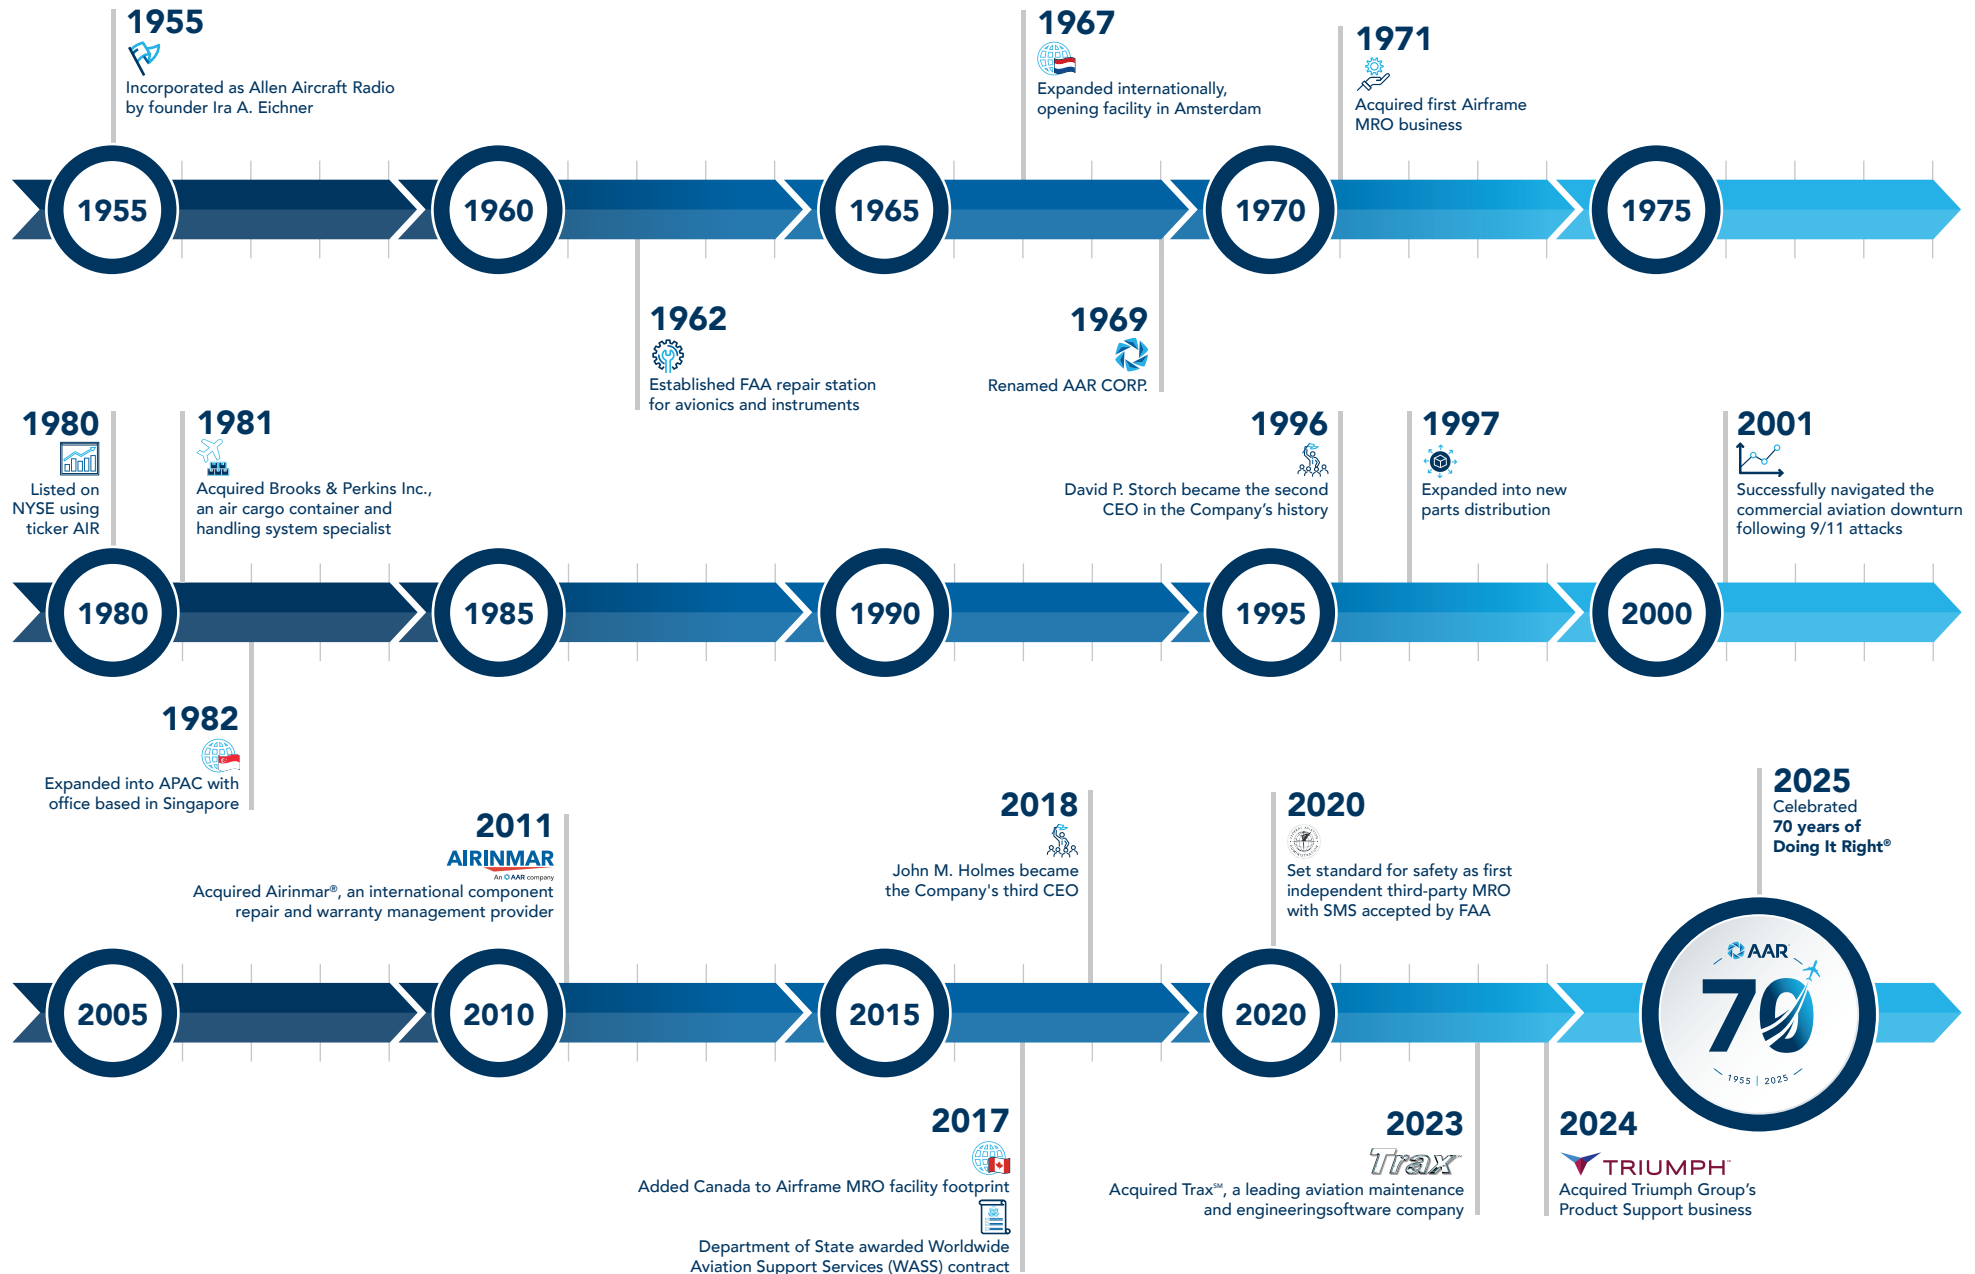 1955
Incorporated as Allen Aircraft Radio
by founder Ira A. Eichner
1967
Expanded internationally,
opening facility in Amsterdam
1971
Acquired first Airframe
MRO business
1955
1960
1965
1970
1975
1962
Established FAA repair station
for avionics and instruments
1969
Renamed AAR CORP.
1980
Listed on
NYSE using
ticker AIR
1981
Acquired Brooks & Perkins Inc.,
an air cargo container and
handling system specialist
1996
David P. Storch became the second
CEO in the Company's history
1997
Expanded into new
parts distribution
2001
Successfully navigated the
commercial aviation downturn
following 9/11 attacks
1980
1985
1990
1995
2000
1982
Expanded into APAC with
office based in Singapore
2011
AIRINMAR
An AAR company
Acquired Airinmar®, an international component
repair and warranty management provider
2018
John M. Holmes became
the Company's third CEO
2020
Set standard for safety as first
independent third-party MRO
with SMS accepted by FAA
2025
Celebrated
70 years of
Doing It Right®
2005
2010
2015
2020
AAR
70
1955 | 2025
2017
Added Canada to Airframe MRO facility footprint
Department of State awarded Worldwide
Aviation Support Services (WASS) contract
2023
Trax
Acquired Trax℠, a leading aviation maintenance
and engineeringsoftware company
2024
TRIUMPH™
Acquired Triumph Group's
Product Support business